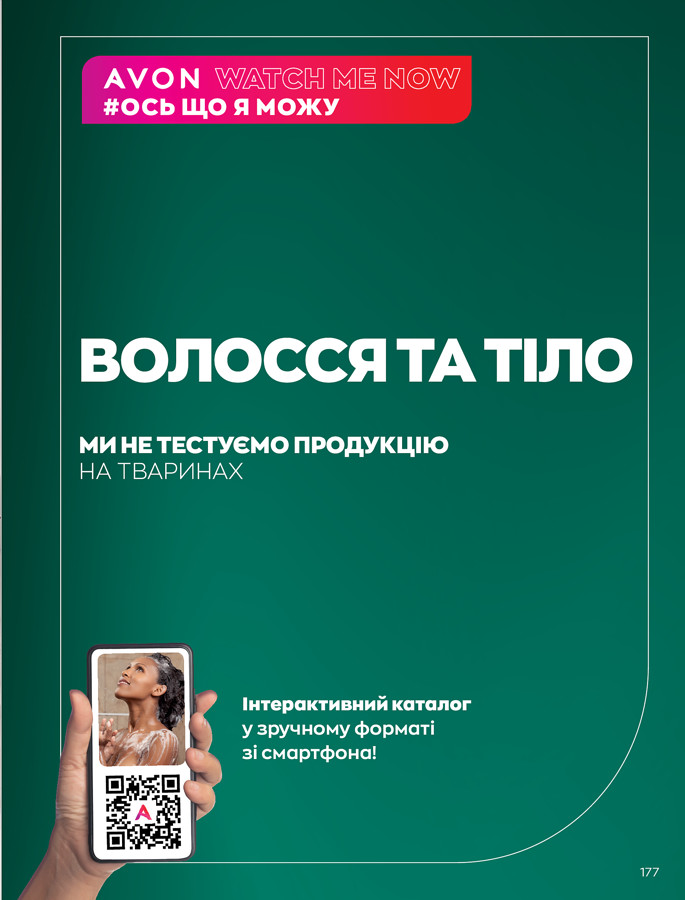 AVON WATCH ME NOW
#ОСЬ ЩО Я МОЖУ
ВОЛОССЯ ТА ТІЛО
МИ НЕ ТЕСТУЄМО ПРОДУКЦІЮ
НА ТВАРИНАХ
Інтерактивний каталог
у зручному форматі
зі смартфона!
A
177